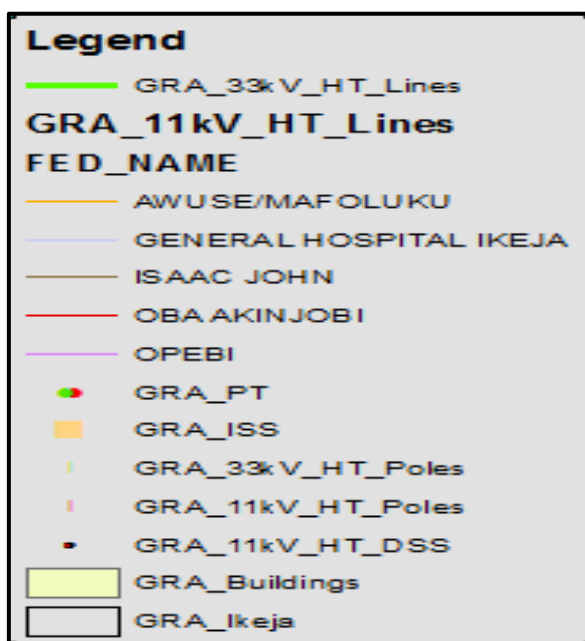 Legend
GRA_33kV_HT_Lines
GRA_11kV_HT_Lines
FED_NAME
AWUSE/MAFOLUKU
GENERAL HOSPITAL IKEJA
ISAAC JOHN
OBA AKINJOBI
OPEBI
GRA_PT
GRA_ISS
GRA_33kV_HT_Poles
GRA_11kV_HT_Poles
GRA_11kV_HT_DSS
GRA_Buildings
GRA_Ikeja